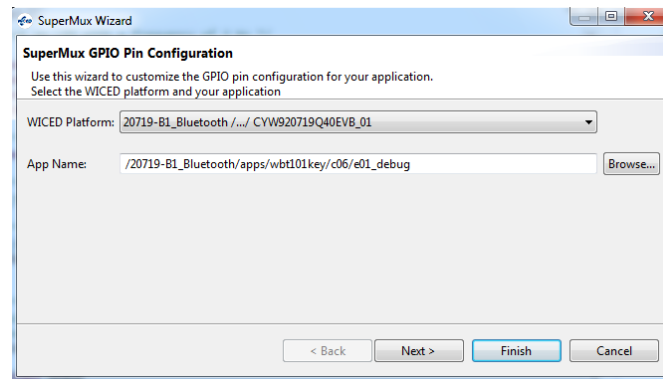 SuperMux Wizard
SuperMux GPIO Pin Configuration
Use this wizard to customize the GPIO pin configuration for your application.
Select the WICED platform and your application
WICED Platform: 20719-B1_Bluetooth /.../ CYW920719Q40EVB_01
App Name: /20719-B1_Bluetooth/apps/wbt101key/c06/e01_debug Browse...
< Back Next > Finish Cancel